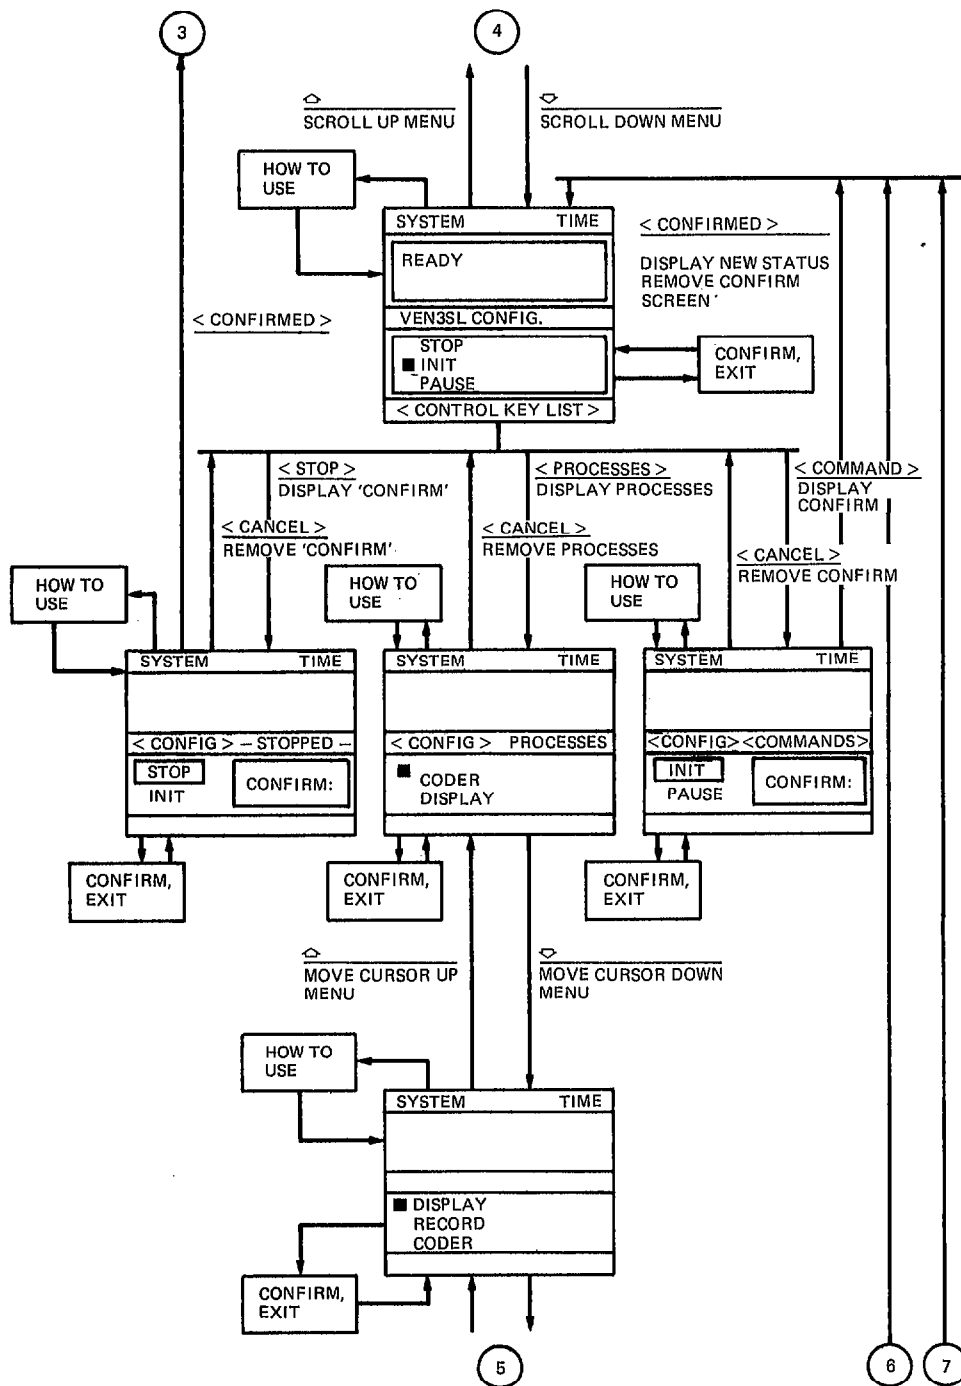 3
4
SCROLL UP MENU
SCROLL DOWN MENU
HOW TO
USE
SYSTEM TIME
READY
VEN3SL CONFIG.
STOP
INIT
PAUSE
< CONTROL KEY LIST >
< CONFIRMED >
DISPLAY NEW STATUS
REMOVE CONFIRM
SCREEN
CONFIRM,
EXIT
< CONFIRMED >
< STOP >
DISPLAY 'CONFIRM'
< CANCEL >
REMOVE 'CONFIRM'
< PROCESSES >
DISPLAY PROCESSES
< CANCEL >
REMOVE PROCESSES
< COMMAND >
DISPLAY
CONFIRM
< CANCEL >
REMOVE CONFIRM
HOW TO
USE
SYSTEM TIME
< CONFIG > – STOPPED –
STOP
INIT
CONFIRM:
CONFIRM,
EXIT
HOW TO
USE
SYSTEM TIME
< CONFIG > PROCESSES
CODER
DISPLAY
CONFIRM,
EXIT
HOW TO
USE
SYSTEM TIME
<CONFIG> <COMMANDS>
INIT
PAUSE
CONFIRM:
CONFIRM,
EXIT
MOVE CURSOR UP
MENU
MOVE CURSOR DOWN
MENU
HOW TO
USE
SYSTEM TIME
DISPLAY
RECORD
CODER
CONFIRM,
EXIT
5
6
7